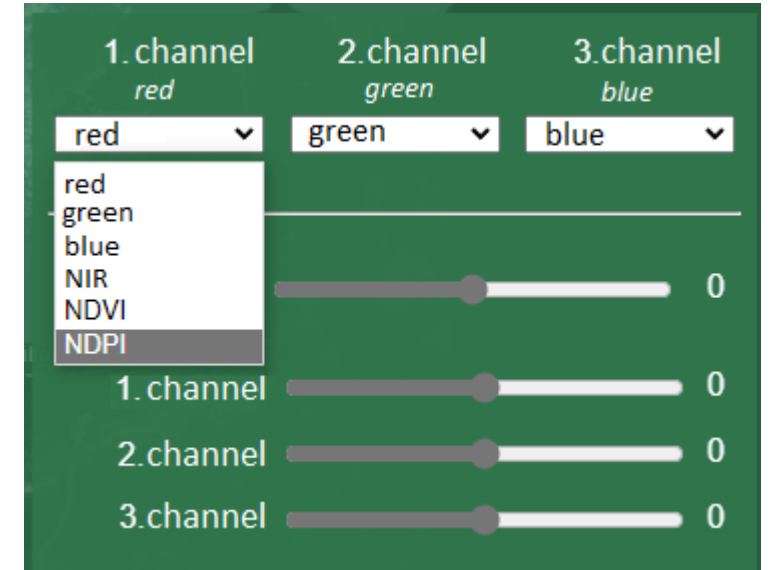 1. channel 2. channel 3. channel
red green blue
red green blue
red
green
blue
NIR
NDVI
NDPI
0
1. channel 0
2. channel 0
3. channel 0